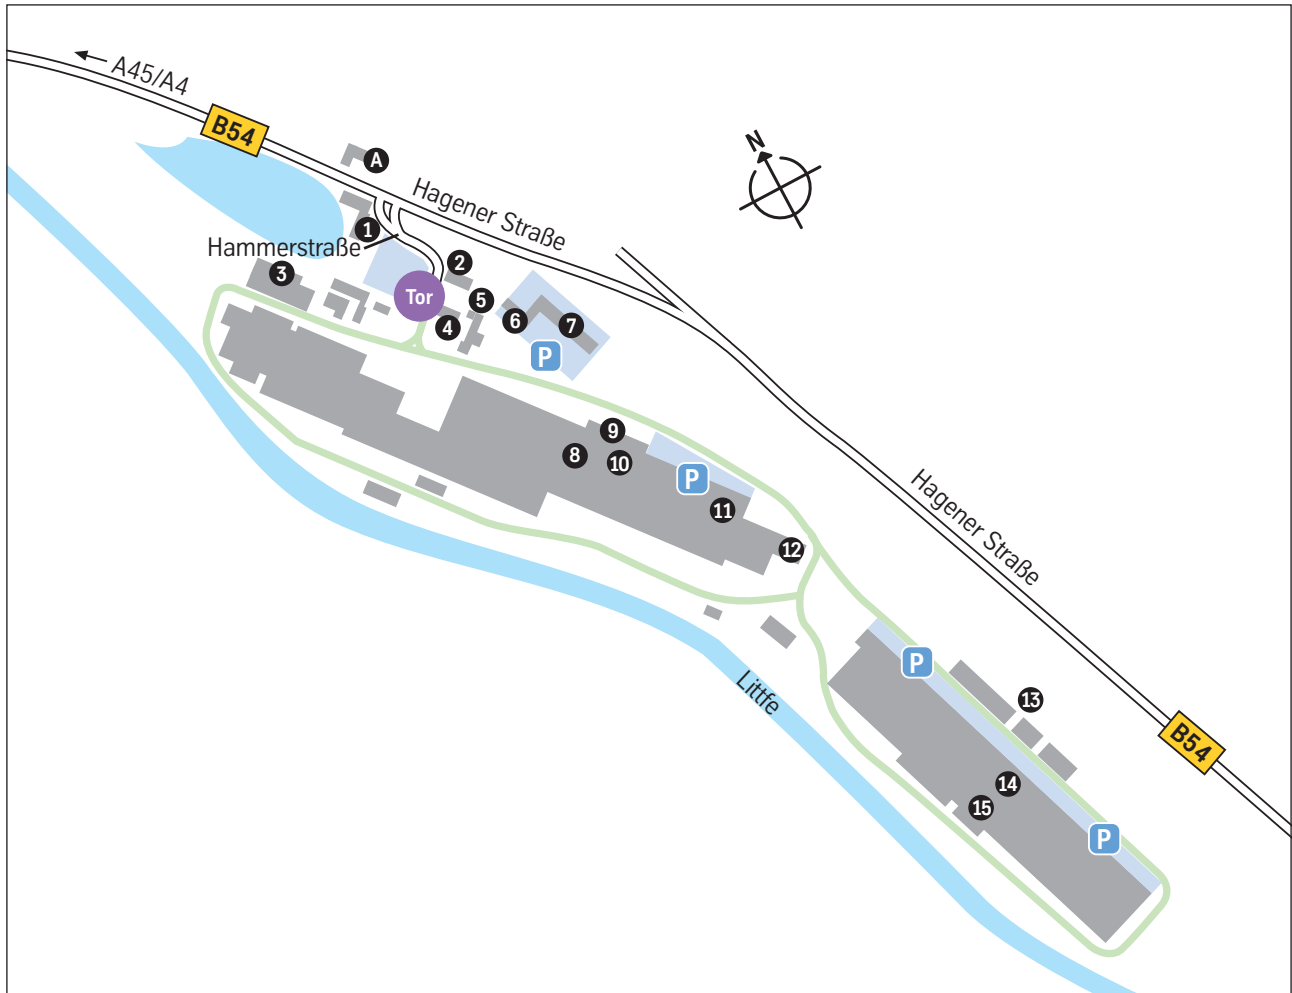 A45/A4
B54
A
N
Hagener Straße
1
Hammerstraße
2
3
Tor
5
4
6
7
P
9
8
10
P
11
12
Hagener Straße
P
Littfe
13
B54
14
15
P